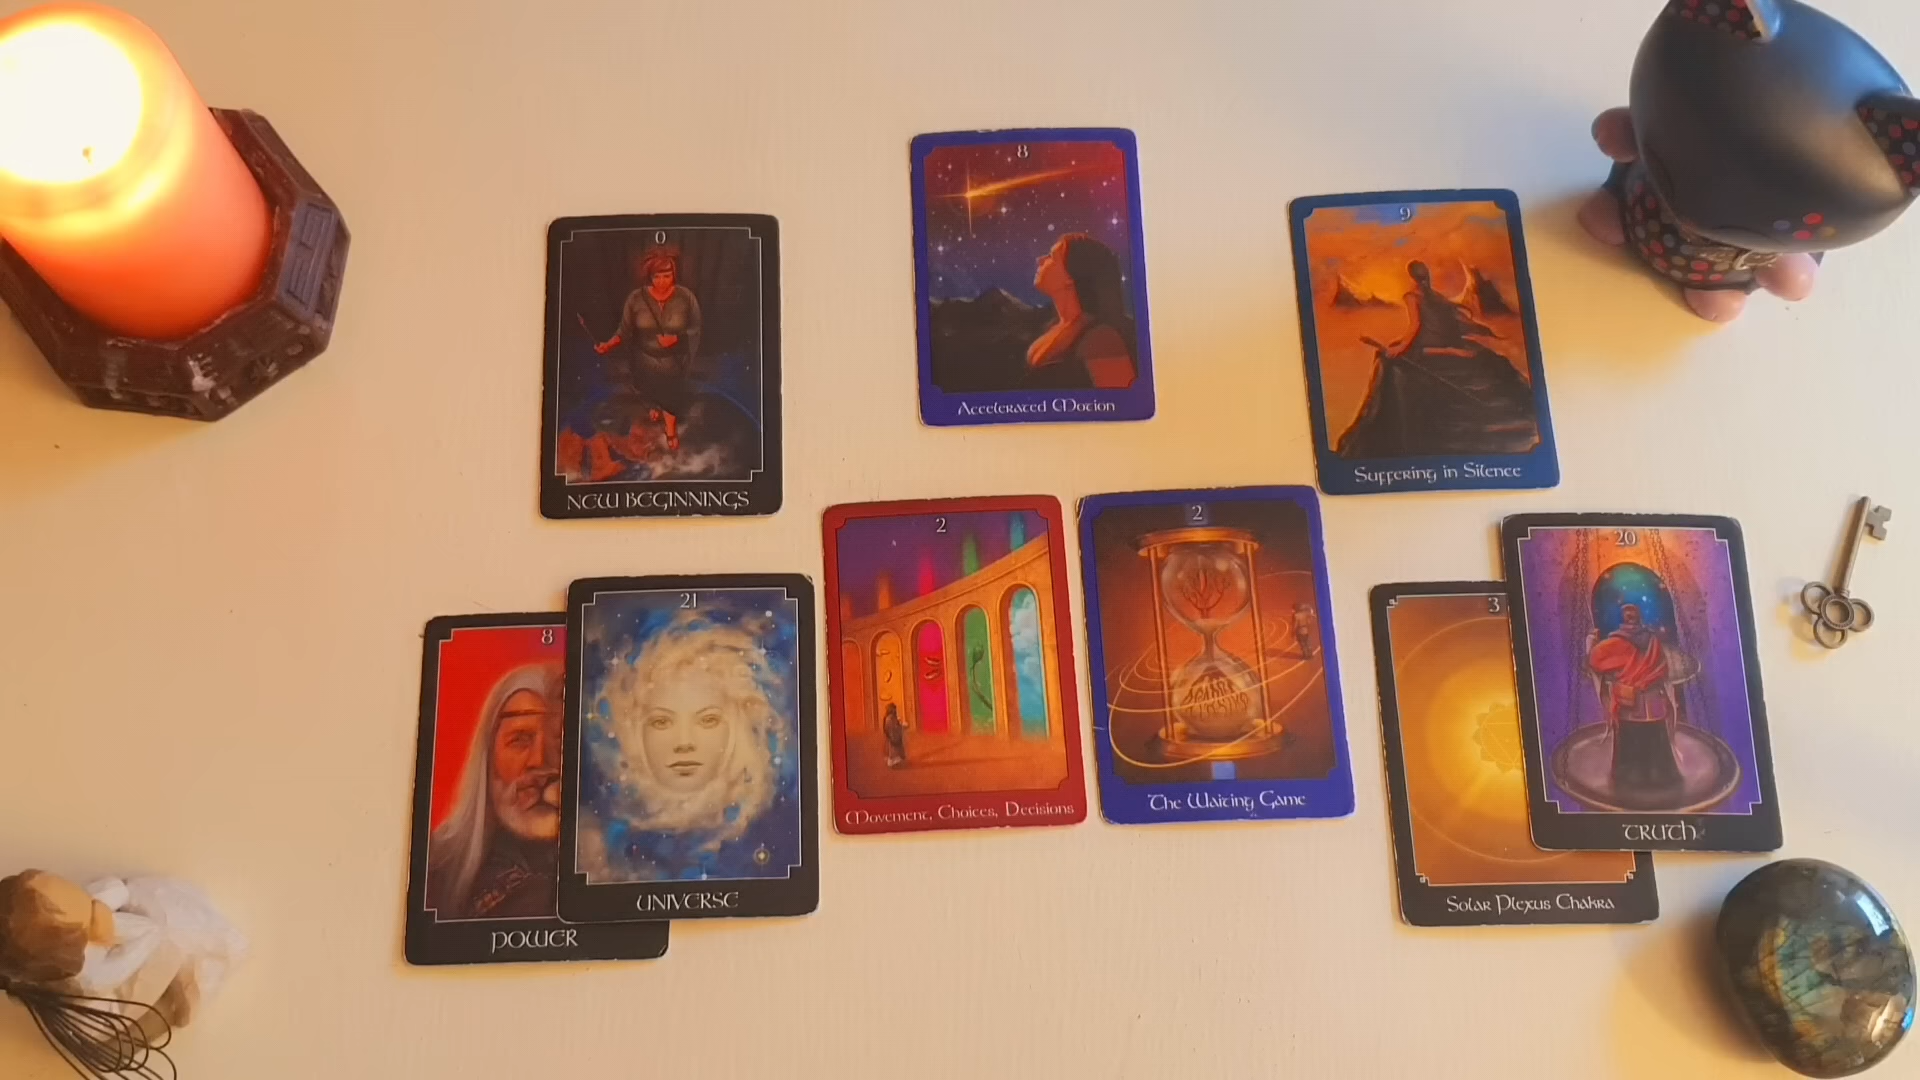 8
Accelerated Motion
0
NEW BEGINNINGS
9
Suffering in Silence
2
Movement, Choices, Decisions
2
The Waiting Game
8
POWER
21
UNIVERSE
3
Solar Plexus Chakra
20
TRUTH